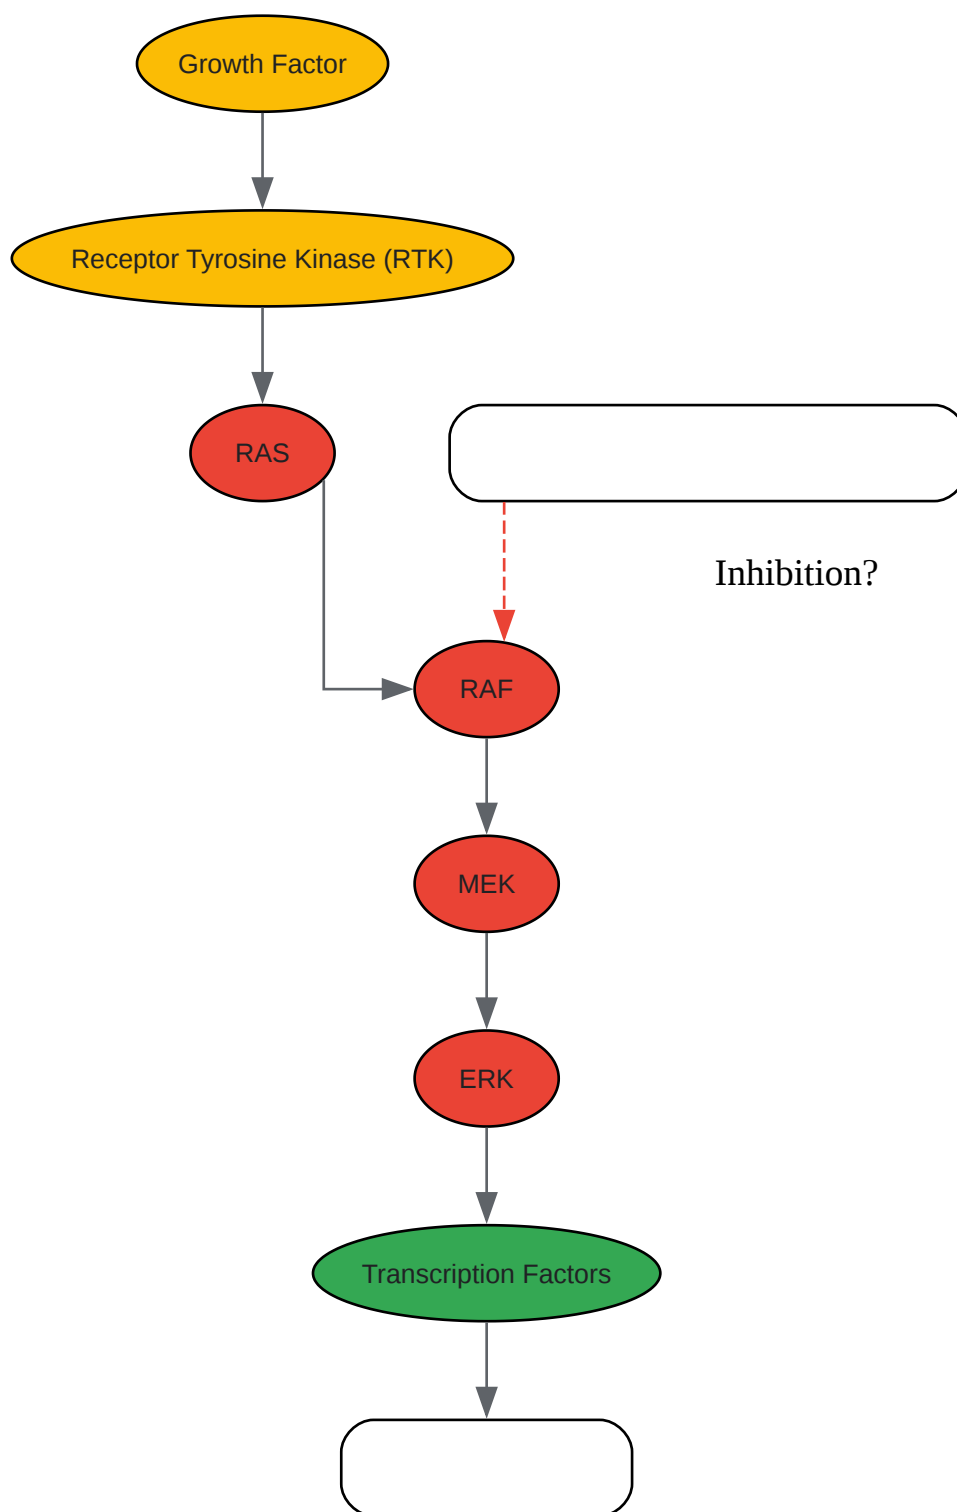 Growth Factor
Receptor Tyrosine Kinase (RTK)
RAS
Inhibition?
RAF
MEK
ERK
Transcription Factors